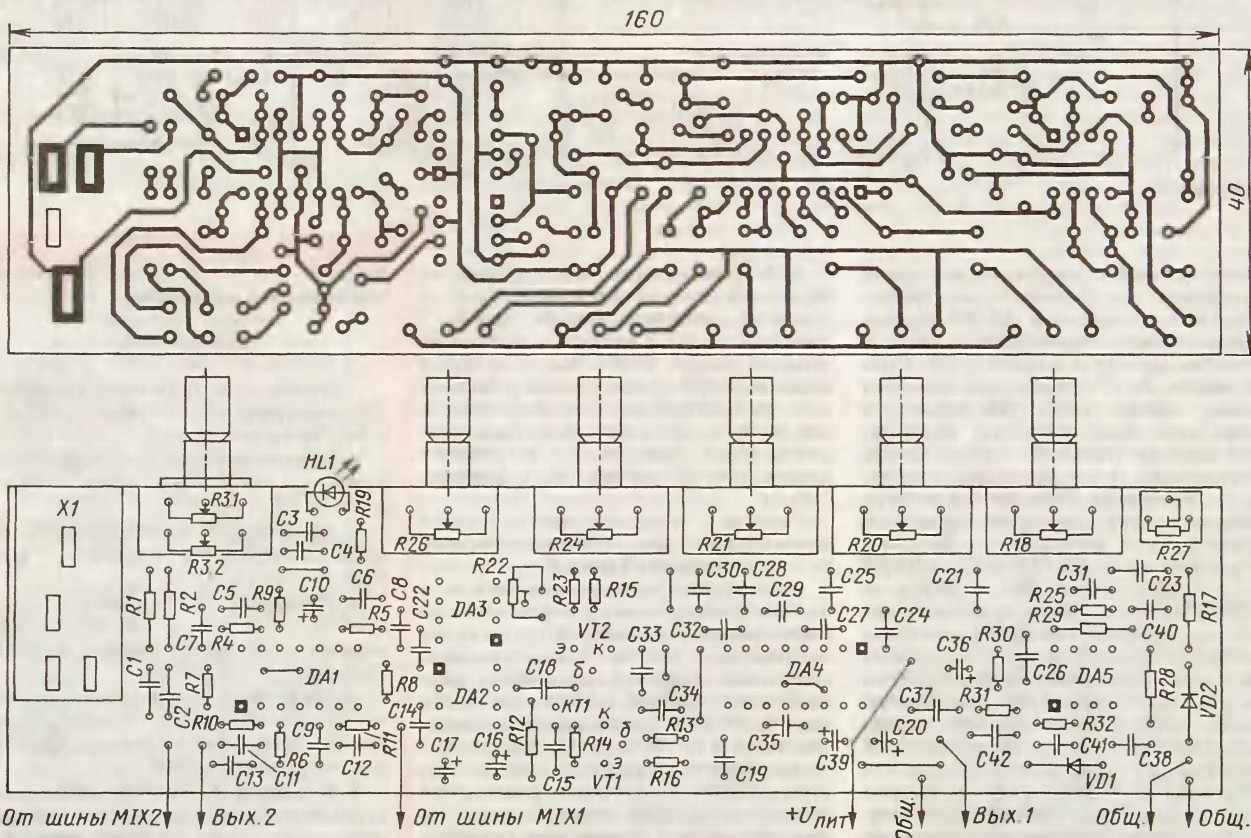 160
40
X1
R3.1
R3.2
HL1
R19
C3
C4
R26
R24
R21
R20
R18
R27
R1
R2
C5
R9
C10
C6
C8
C22
DA3
R22
R23
R15
C30
C28
C29
C25
C21
C31
R25
R29
C23
R17
C7
R4
R5
VT2
э к
C33
C32
C27
C24
C36
R30
C40
C1
C2
R7
DA1
R8
DA2
C18
б
КТ1
C34
DA4
R31
C26
DA5
R28
VD2
R10
C13
C11
R6
C9
C12
R11
C14
C17
C16
R12
C15
R14
к
б
э
VT1
R13
R16
C19
C35
C39
C20
C37
C42
R32
C41
VD1
C38
От шины MIX2
Вых.2
От шины MIX1
+Uпит
Общ.
Вых.1
Общ.
Общ.